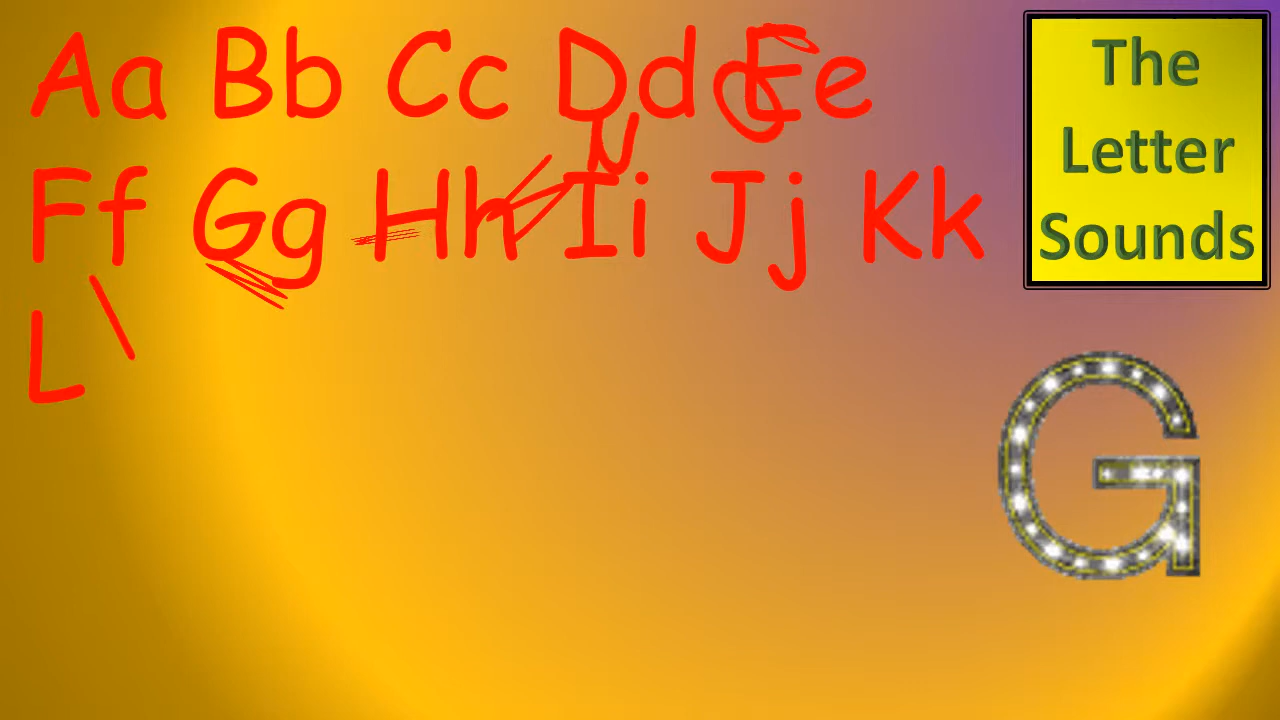 Aa Bb Cc Dd Ee
Ff Gg Hh Ii Jj Kk
L
The
Letter
Sounds
G